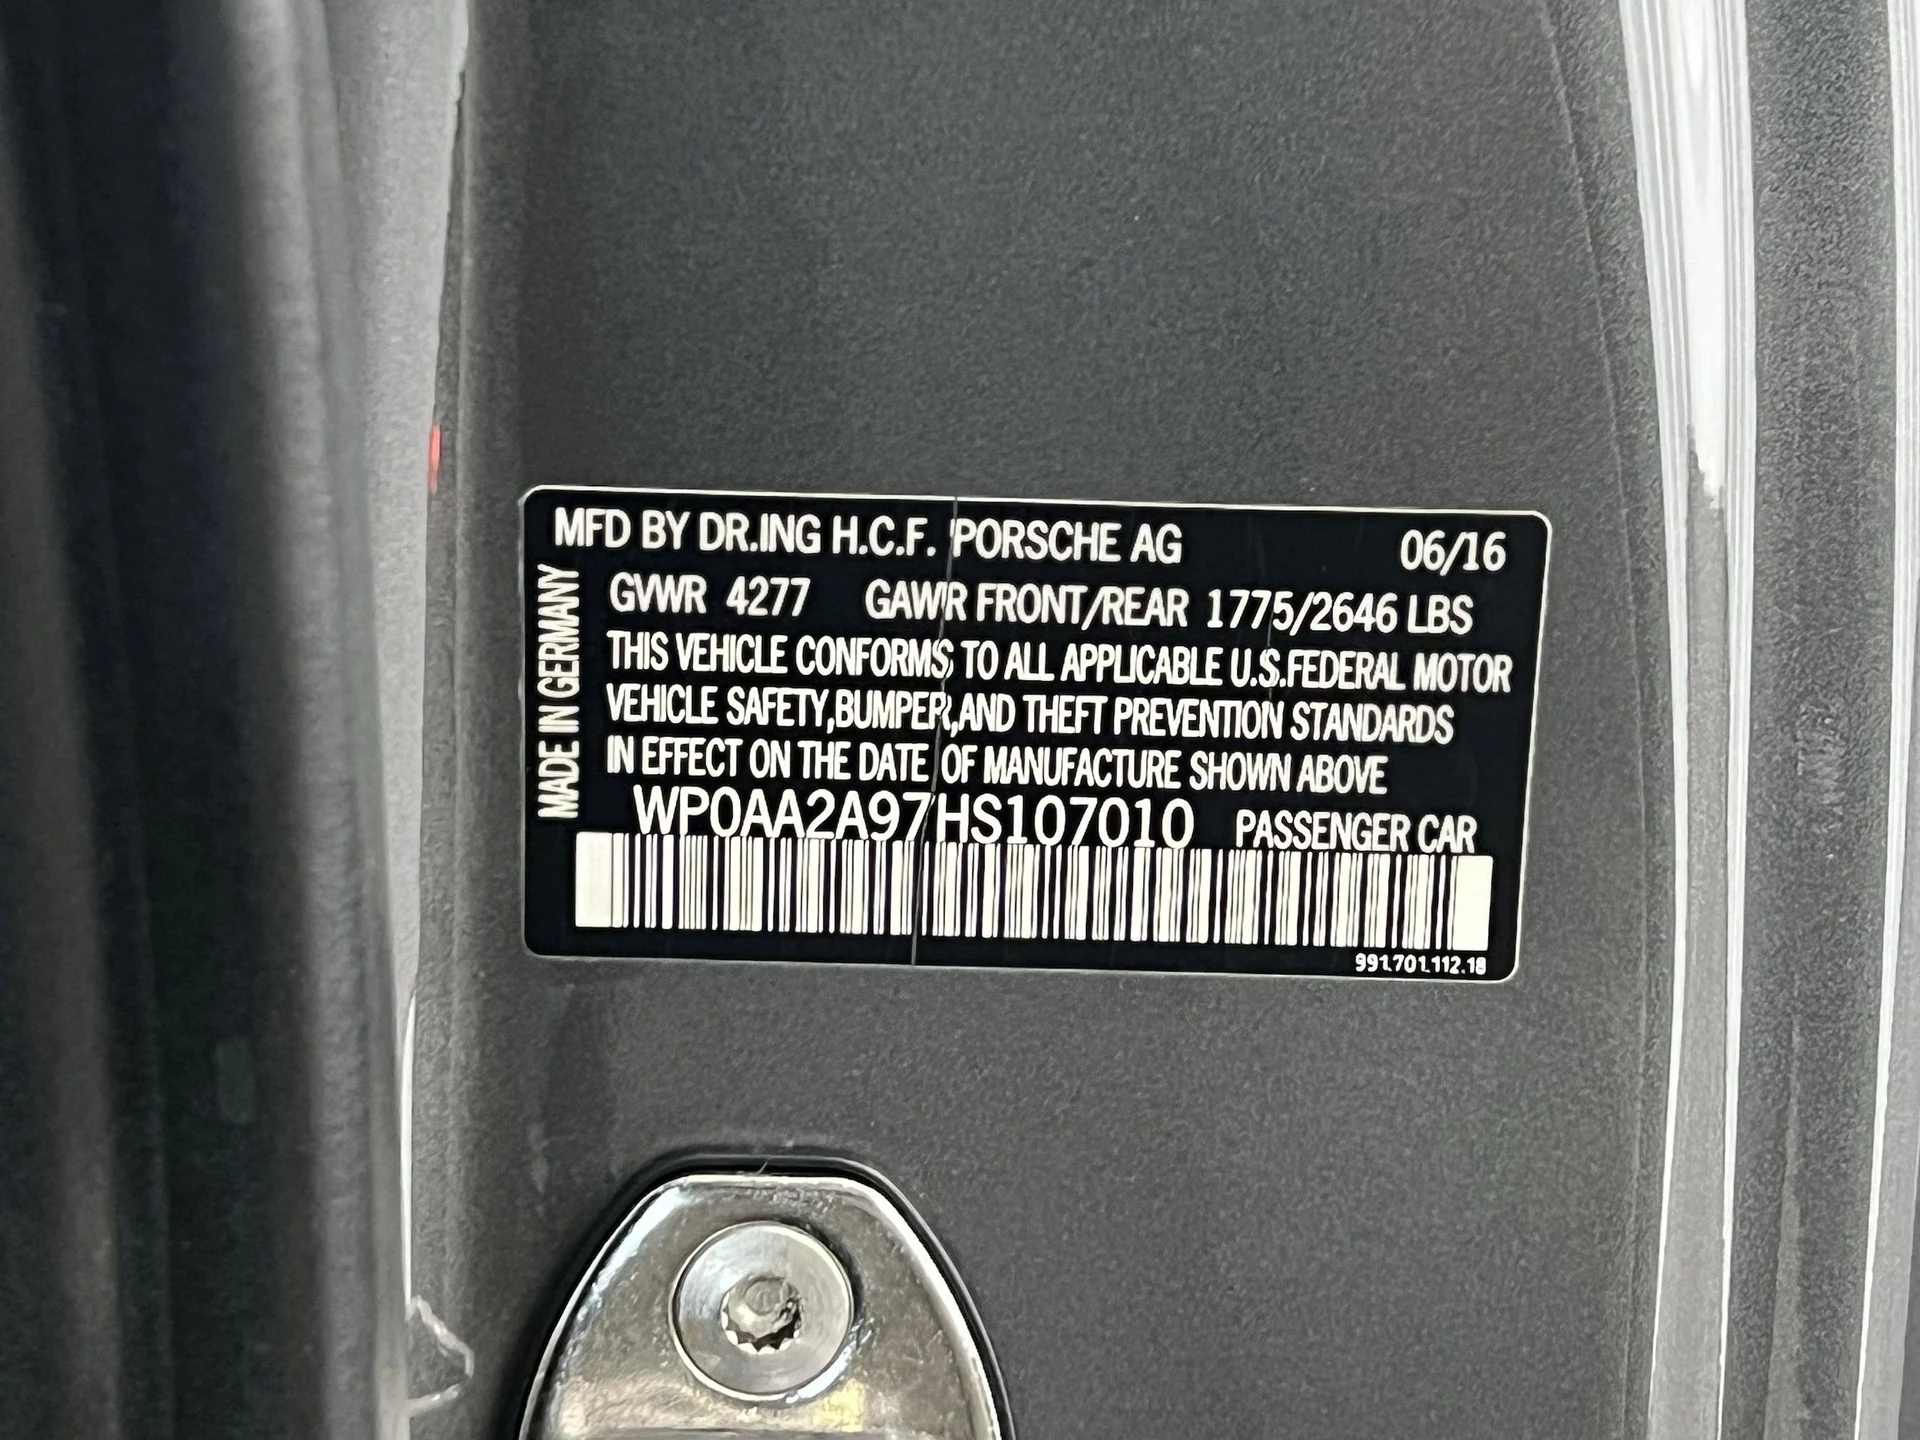 MFD BY DR.ING H.C.F. PORSCHE AG 06/16
GVWR 4277 GAWR FRONT/REAR 1775/2646 LBS
THIS VEHICLE CONFORMS TO ALL APPLICABLE U.S.FEDERAL MOTOR
VEHICLE SAFETY,BUMPER,AND THEFT PREVENTION STANDARDS
IN EFFECT ON THE DATE OF MANUFACTURE SHOWN ABOVE
WP0AA2A97HS107010 PASSENGER CAR
991.701.112.18
MADE IN GERMANY